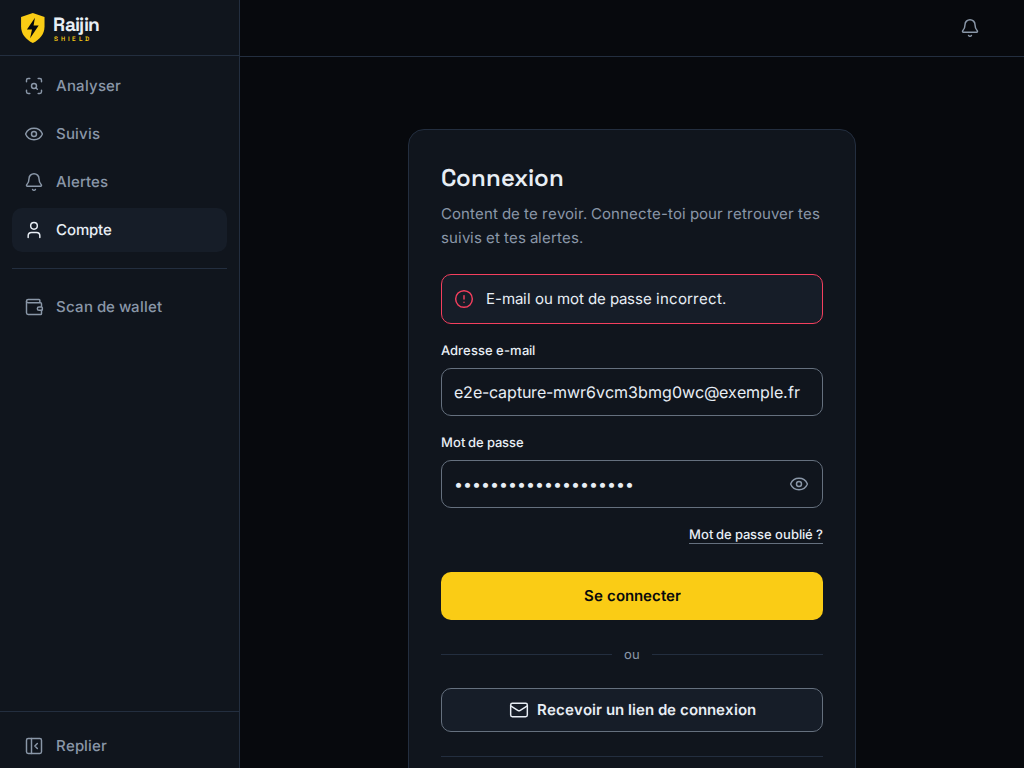 Raijin
SHIELD
Analyser
Suivis
Alertes
Compte
Scan de wallet
Replier
Connexion
Content de te revoir. Connecte-toi pour retrouver tes
suivis et tes alertes.
E-mail ou mot de passe incorrect.
Adresse e-mail
e2e-capture-mwr6vcm3bmg0wc@exemple.fr
Mot de passe
••••••••••••••••••••
Mot de passe oublié ?
Se connecter
ou
Recevoir un lien de connexion